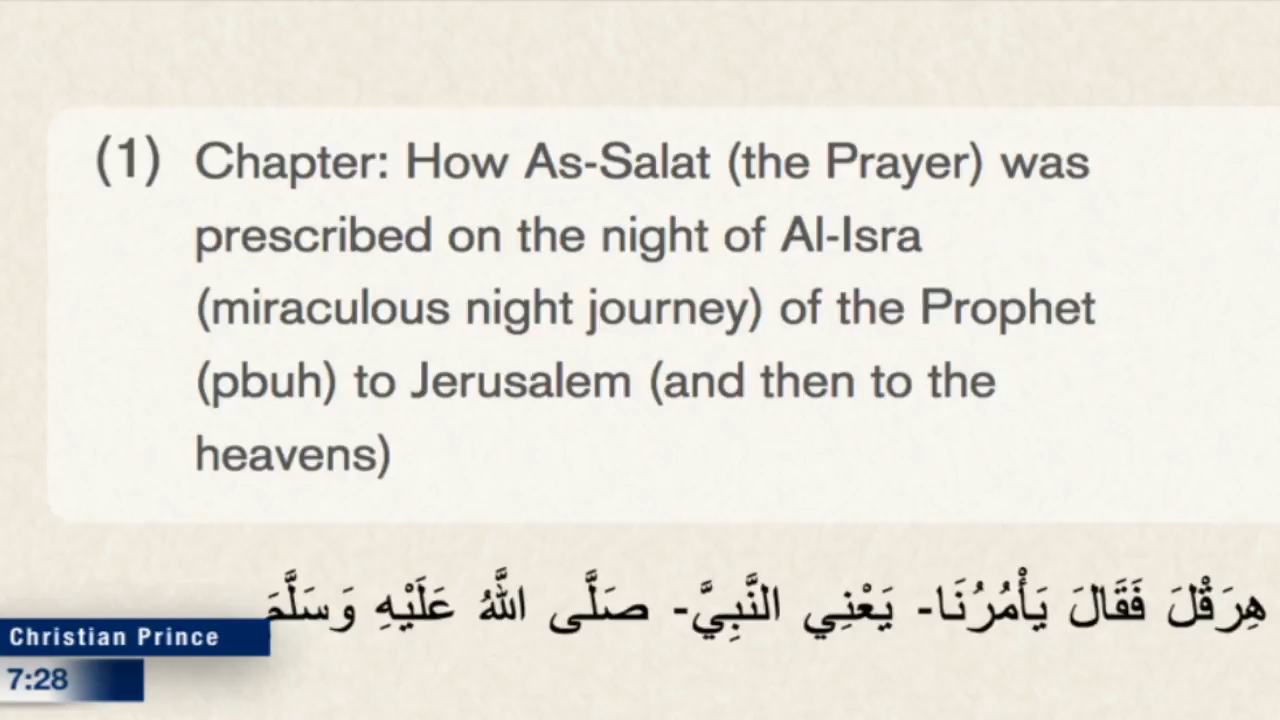 (1) Chapter: How As-Salat (the Prayer) was
prescribed on the night of Al-Isra
(miraculous night journey) of the Prophet
(pbuh) to Jerusalem (and then to the
heavens)
هِرَقْلَ فَقَالَ يَأْمُرُنَا- يَعْنِي النَّبِيَّ- صَلَّى اللَّهُ عَلَيْهِ وَسَلَّمَ
Christian Prince
7:28